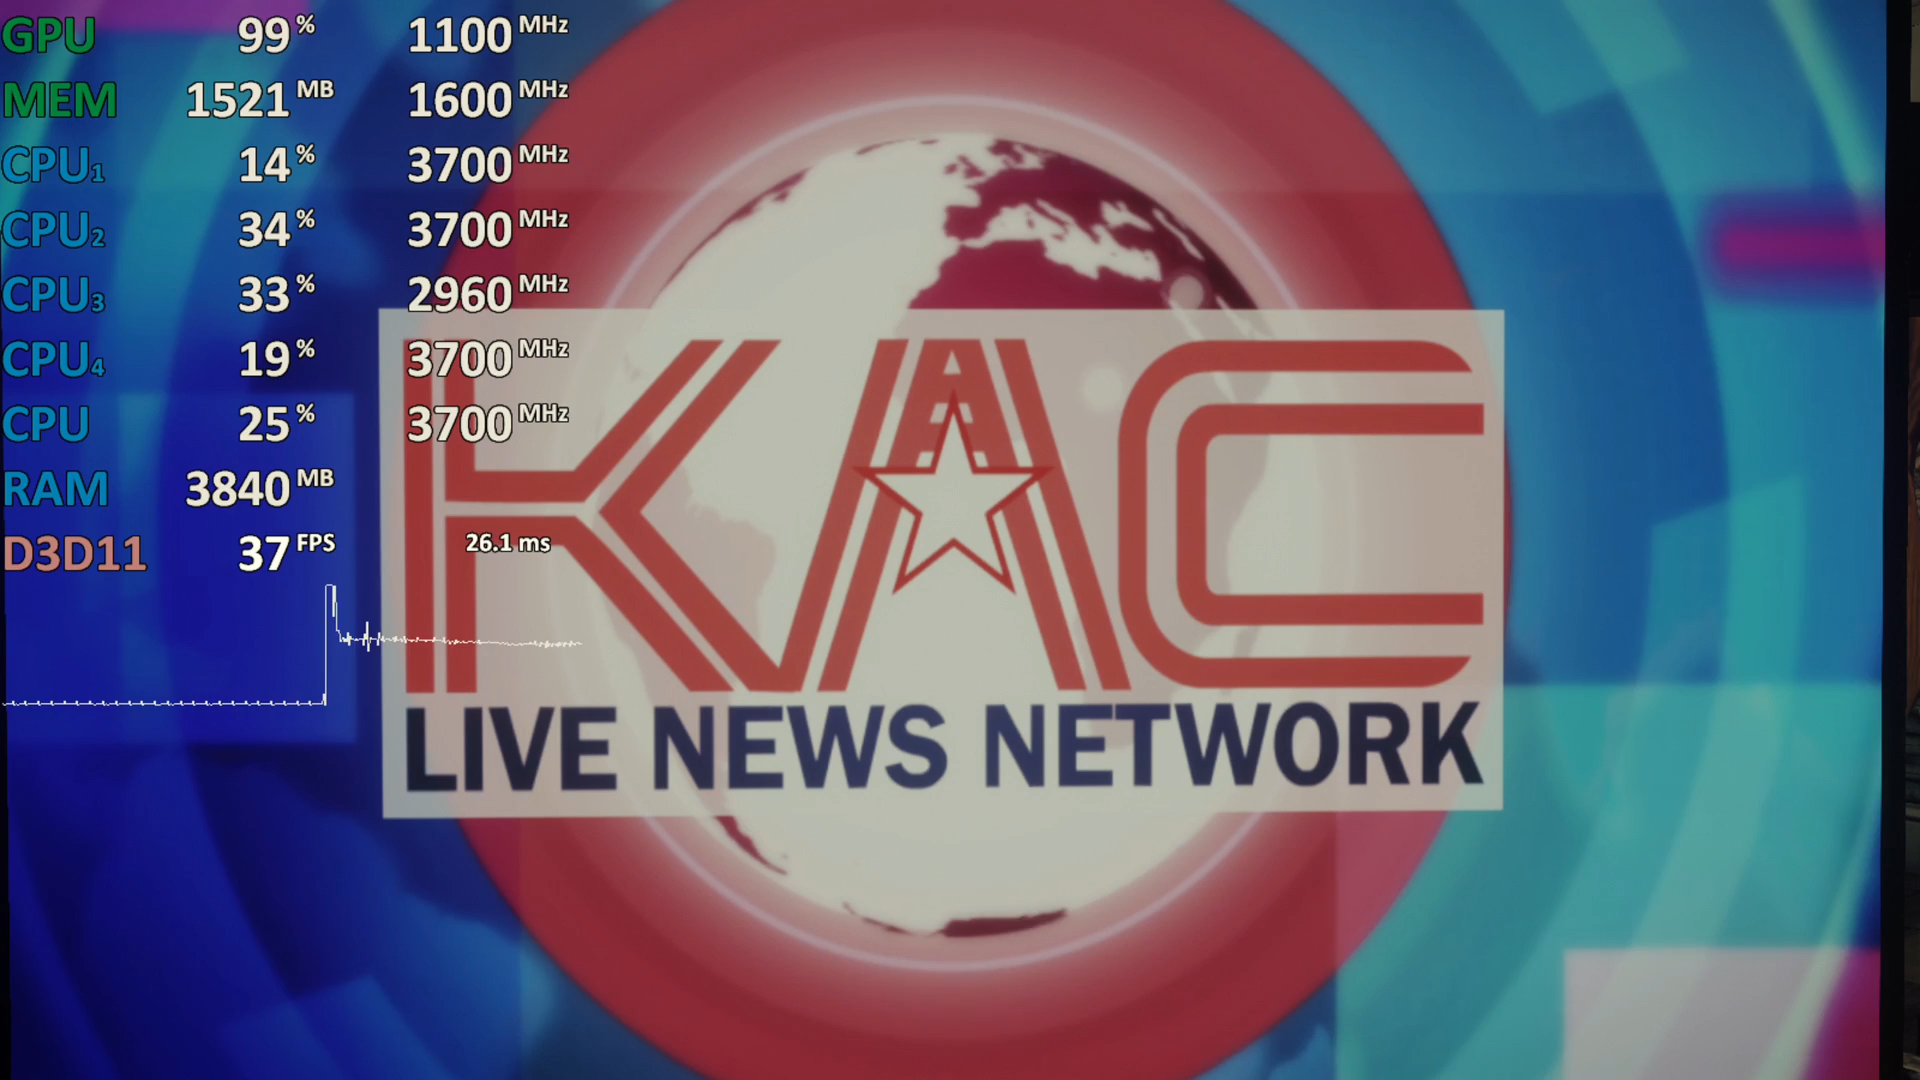 GPU 99 % 1100 MHz
MEM 1521 MB 1600 MHz
CPU1 14 % 3700 MHz
CPU2 34 % 3700 MHz
CPU3 33 % 2960 MHz
CPU4 19 % 3700 MHz
CPU 25 % 3700 MHz
RAM 3840 MB
D3D11 37 FPS 26.1 ms
KAC
LIVE NEWS NETWORK